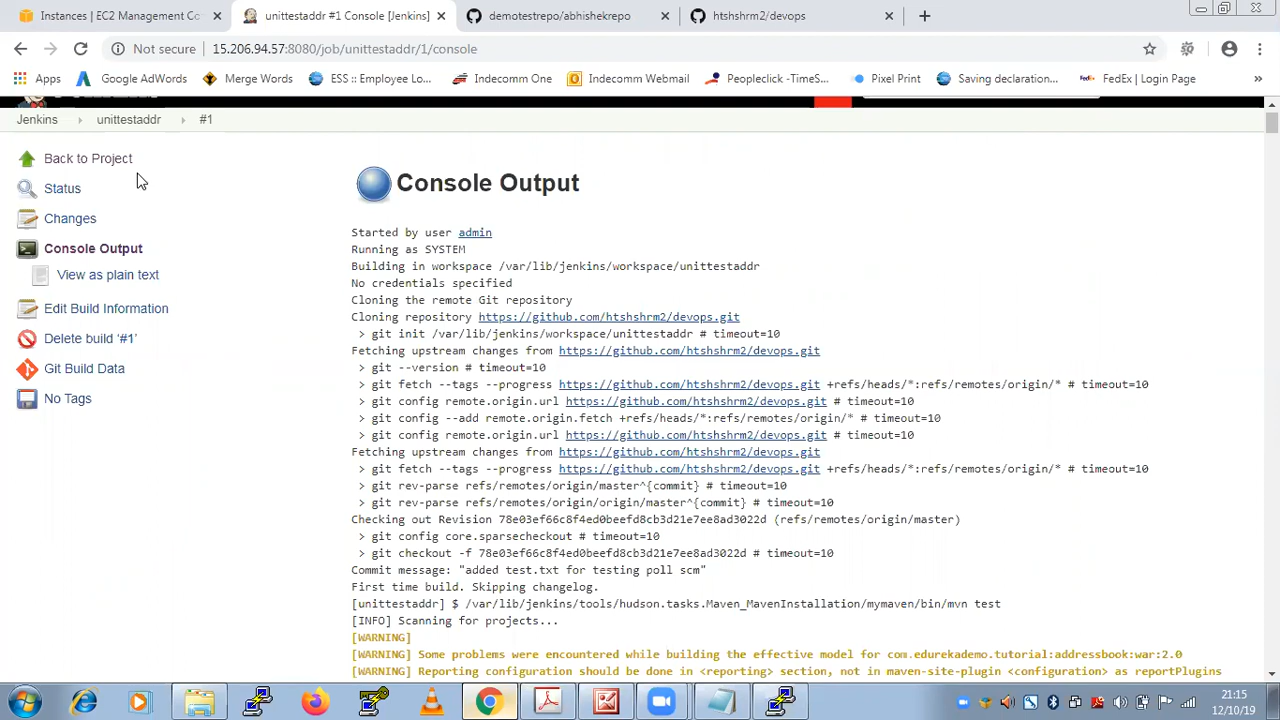 Instances | EC2 Management Co
unittestaddr #1 Console [Jenkins]
demotestrepo/abhishekrepo
htshshrm2/devops
Not secure
15.206.94.57:8080/job/unittestaddr/1/console
Apps
Google AdWords
Merge Words
ESS :: Employee Lo...
Indecomm One
Indecomm Webmail
Peopleclick -TimeS...
Pixel Print
Saving declaration...
FedEx | Login Page
Jenkins
unittestaddr
#1
Back to Project
Status
Changes
Console Output
View as plain text
Edit Build Information
Delete build '#1'
Git Build Data
No Tags
Console Output
Started by user admin
Running as SYSTEM
Building in workspace /var/lib/jenkins/workspace/unittestaddr
No credentials specified
Cloning the remote Git repository
Cloning repository https://github.com/htshshrm2/devops.git
> git init /var/lib/jenkins/workspace/unittestaddr # timeout=10
Fetching upstream changes from https://github.com/htshshrm2/devops.git
> git --version # timeout=10
> git fetch --tags --progress https://github.com/htshshrm2/devops.git +refs/heads/*:refs/remotes/origin/* # timeout=10
> git config remote.origin.url https://github.com/htshshrm2/devops.git # timeout=10
> git config --add remote.origin.fetch +refs/heads/*:refs/remotes/origin/* # timeout=10
> git config remote.origin.url https://github.com/htshshrm2/devops.git # timeout=10
Fetching upstream changes from https://github.com/htshshrm2/devops.git
> git fetch --tags --progress https://github.com/htshshrm2/devops.git +refs/heads/*:refs/remotes/origin/* # timeout=10
> git rev-parse refs/remotes/origin/master^{commit} # timeout=10
> git rev-parse refs/remotes/origin/origin/master^{commit} # timeout=10
Checking out Revision 78e03ef66c8f4ed0beefd8cb3d21e7ee8ad3022d (refs/remotes/origin/master)
> git config core.sparsecheckout # timeout=10
> git checkout -f 78e03ef66c8f4ed0beefd8cb3d21e7ee8ad3022d # timeout=10
Commit message: "added test.txt for testing poll scm"
First time build. Skipping changelog.
[unittestaddr] $ /var/lib/jenkins/tools/hudson.tasks.Maven_MavenInstallation/mymaven/bin/mvn test
[INFO] Scanning for projects...
[WARNING]
[WARNING] Some problems were encountered while building the effective model for com.edurekademo.tutorial:addressbook:war:2.0
[WARNING] Reporting configuration should be done in <reporting> section, not in maven-site-plugin <configuration> as reportPlugins
21:15
12/10/19